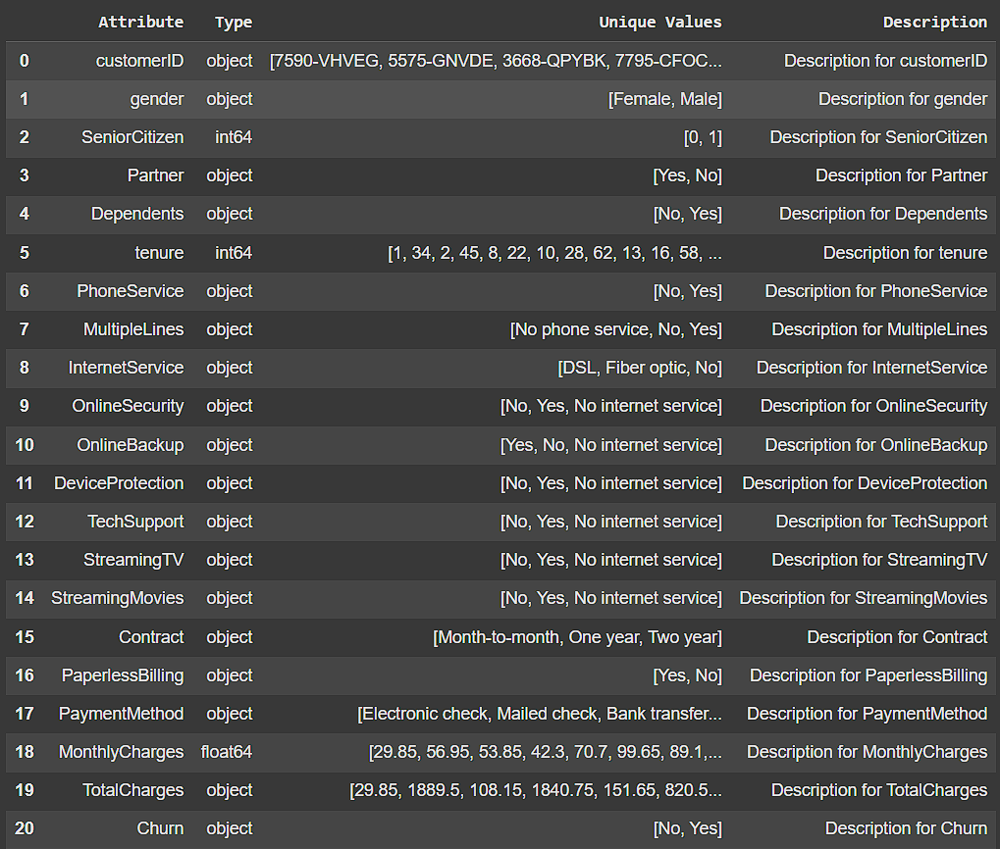 Attribute Type Unique Values Description
0 customerID object [7590-VHVEG, 5575-GNVDE, 3668-QPYBK, 7795-CFOC... Description for customerID
1 gender object [Female, Male] Description for gender
2 SeniorCitizen int64 [0, 1] Description for SeniorCitizen
3 Partner object [Yes, No] Description for Partner
4 Dependents object [No, Yes] Description for Dependents
5 tenure int64 [1, 34, 2, 45, 8, 22, 10, 28, 62, 13, 16, 58, ... Description for tenure
6 PhoneService object [No, Yes] Description for PhoneService
7 MultipleLines object [No phone service, No, Yes] Description for MultipleLines
8 InternetService object [DSL, Fiber optic, No] Description for InternetService
9 OnlineSecurity object [No, Yes, No internet service] Description for OnlineSecurity
10 OnlineBackup object [Yes, No, No internet service] Description for OnlineBackup
11 DeviceProtection object [No, Yes, No internet service] Description for DeviceProtection
12 TechSupport object [No, Yes, No internet service] Description for TechSupport
13 StreamingTV object [No, Yes, No internet service] Description for StreamingTV
14 StreamingMovies object [No, Yes, No internet service] Description for StreamingMovies
15 Contract object [Month-to-month, One year, Two year] Description for Contract
16 PaperlessBilling object [Yes, No] Description for PaperlessBilling
17 PaymentMethod object [Electronic check, Mailed check, Bank transfer... Description for PaymentMethod
18 MonthlyCharges float64 [29.85, 56.95, 53.85, 42.3, 70.7, 99.65, 89.1,... Description for MonthlyCharges
19 TotalCharges object [29.85, 1889.5, 108.15, 1840.75, 151.65, 820.5... Description for TotalCharges
20 Churn object [No, Yes] Description for Churn